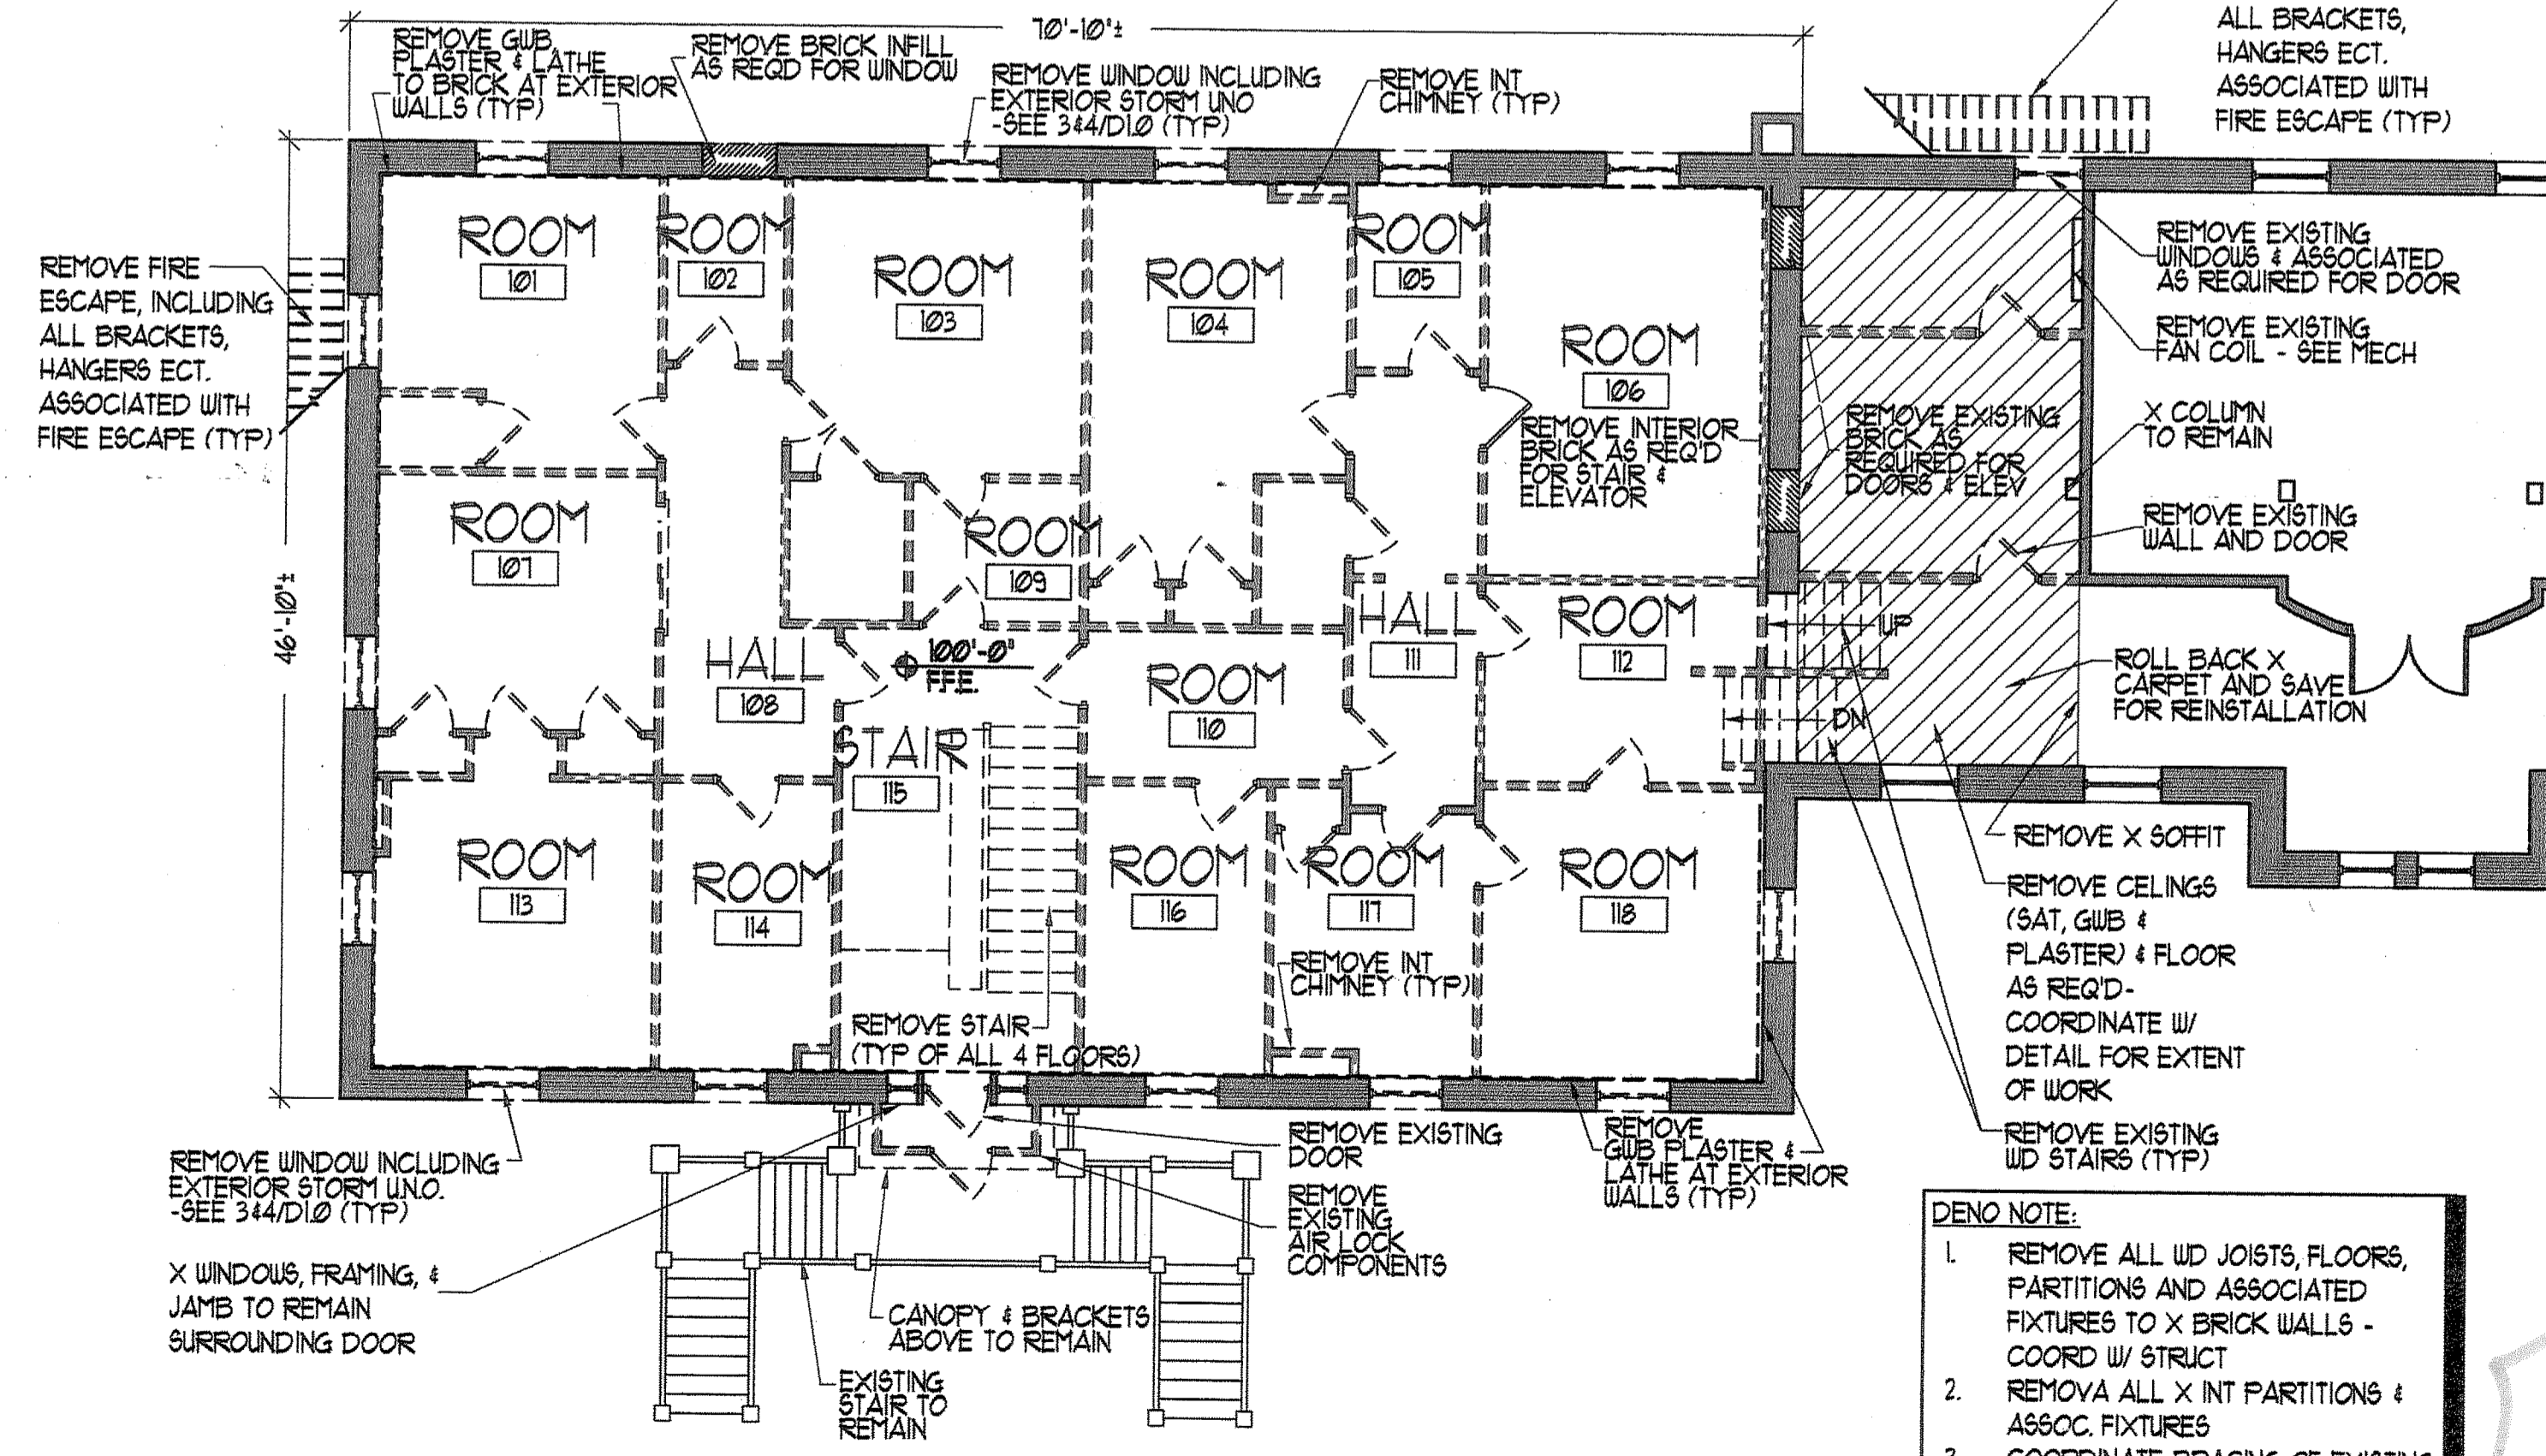 70'-10"±
ALL BRACKETS,
HANGERS ECT.
ASSOCIATED WITH
FIRE ESCAPE (TYP)
REMOVE GWB,
PLASTER & LATHE
TO BRICK AT EXTERIOR
WALLS (TYP)
REMOVE BRICK INFILL
AS REQD FOR WINDOW
REMOVE WINDOW INCLUDING
EXTERIOR STORM UNO
-SEE 3&4/D1.0 (TYP)
REMOVE INT
CHIMNEY (TYP)
REMOVE FIRE
ESCAPE, INCLUDING
ALL BRACKETS,
HANGERS ECT.
ASSOCIATED WITH
FIRE ESCAPE (TYP)
46'-10"±
ROOM
101
ROOM
102
ROOM
103
ROOM
104
ROOM
105
ROOM
106
REMOVE INTERIOR
BRICK AS REQ'D
FOR STAIR &
ELEVATOR
REMOVE EXISTING
BRICK AS
REQUIRED FOR
DOORS & ELEV
REMOVE EXISTING
WINDOWS & ASSOCIATED
AS REQUIRED FOR DOOR
REMOVE EXISTING
FAN COIL - SEE MECH
X COLUMN
TO REMAIN
REMOVE EXISTING
WALL AND DOOR
ROOM
107
HALL
108
ROOM
109
100'-0"
F.F.E.
ROOM
110
HALL
111
ROOM
112
UP
DN
ROLL BACK X
CARPET AND SAVE
FOR REINSTALLATION
ROOM
113
ROOM
114
STAIR
115
ROOM
116
ROOM
117
ROOM
118
REMOVE STAIR
(TYP OF ALL 4 FLOORS)
REMOVE INT
CHIMNEY (TYP)
REMOVE X SOFFIT
REMOVE CELINGS
(SAT, GWB &
PLASTER) & FLOOR
AS REQ'D-
COORDINATE W/
DETAIL FOR EXTENT
OF WORK
REMOVE EXISTING
WD STAIRS (TYP)
REMOVE WINDOW INCLUDING
EXTERIOR STORM U.N.O.
-SEE 3&4/D1.0 (TYP)
X WINDOWS, FRAMING, &
JAMB TO REMAIN
SURROUNDING DOOR
REMOVE EXISTING
DOOR
REMOVE
EXISTING
AIR LOCK
COMPONENTS
REMOVE
GWB PLASTER &
LATHE AT EXTERIOR
WALLS (TYP)
CANOPY & BRACKETS
ABOVE TO REMAIN
EXISTING
STAIR TO
REMAIN
DENO NOTE:
1. REMOVE ALL WD JOISTS, FLOORS,
PARTITIONS AND ASSOCIATED
FIXTURES TO X BRICK WALLS -
COORD W/ STRUCT
2. REMOVA ALL X INT PARTITIONS &
ASSOC. FIXTURES
3. COORDINATE BRACING OF EXISTING